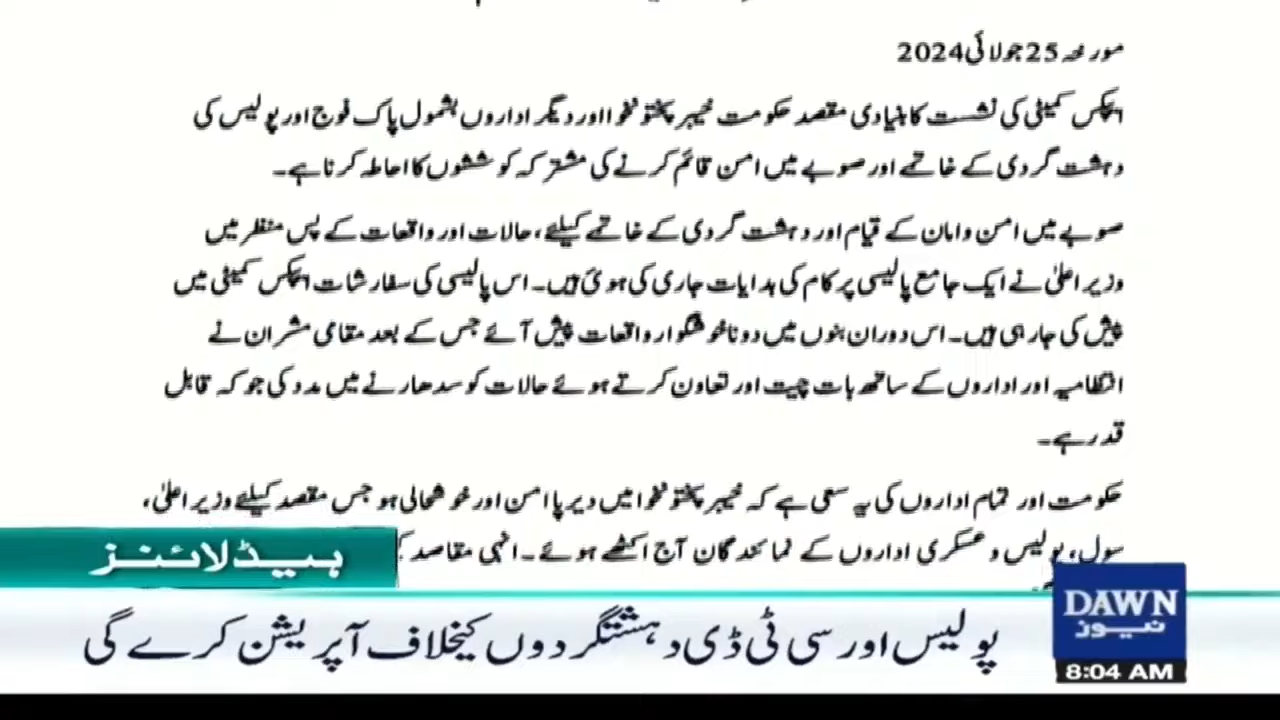 مورخہ 25 جولائی 2024
اپیکس کمیٹی کی نشست کا بنیادی مقصد حکومت خیبر پختونخوا اور دیگر اداروں بشمول پاک فوج اور پولیس کی
دہشت گردی کے خاتمے اور صوبے میں امن قائم کرنے کی مشترکہ کوششوں کا احاطہ کرنا ہے۔
صوبے میں امن و امان کے قیام اور دہشت گردی کے خاتمے کیلئے، حالات اور واقعات کے پس منظر میں
وزیر اعلیٰ نے ایک جامع پالیسی پر کام کی ہدایات جاری کی ہوئی ہیں۔ اس پالیسی کی سفارشات اپیکس کمیٹی میں
پیش کی جا رہی ہیں۔ اس دوران بنوں میں دو ناخوشگوار واقعات پیش آئے جس کے بعد مقامی مشران نے
انتظامیہ اور اداروں کے ساتھ بات چیت اور تعاون کرتے ہوئے حالات کو سدھارنے میں مدد کی جو کہ قابل
قدر ہے۔
حکومت اور تمام اداروں کی یہ سعی ہے کہ خیبر پختونخوا میں دیرپا امن اور خوشحالی ہو جس مقصد کیلئے وزیر اعلیٰ،
سول، پولیس و عسکری اداروں کے نمائندگان آج اکٹھے ہوئے۔ انہی مقاصد
ہیڈلائنز
پولیس اور سی ٹی ڈی دہشتگردوں کیخلاف آپریشن کرے گی
DAWN
نیوز
8:04 AM